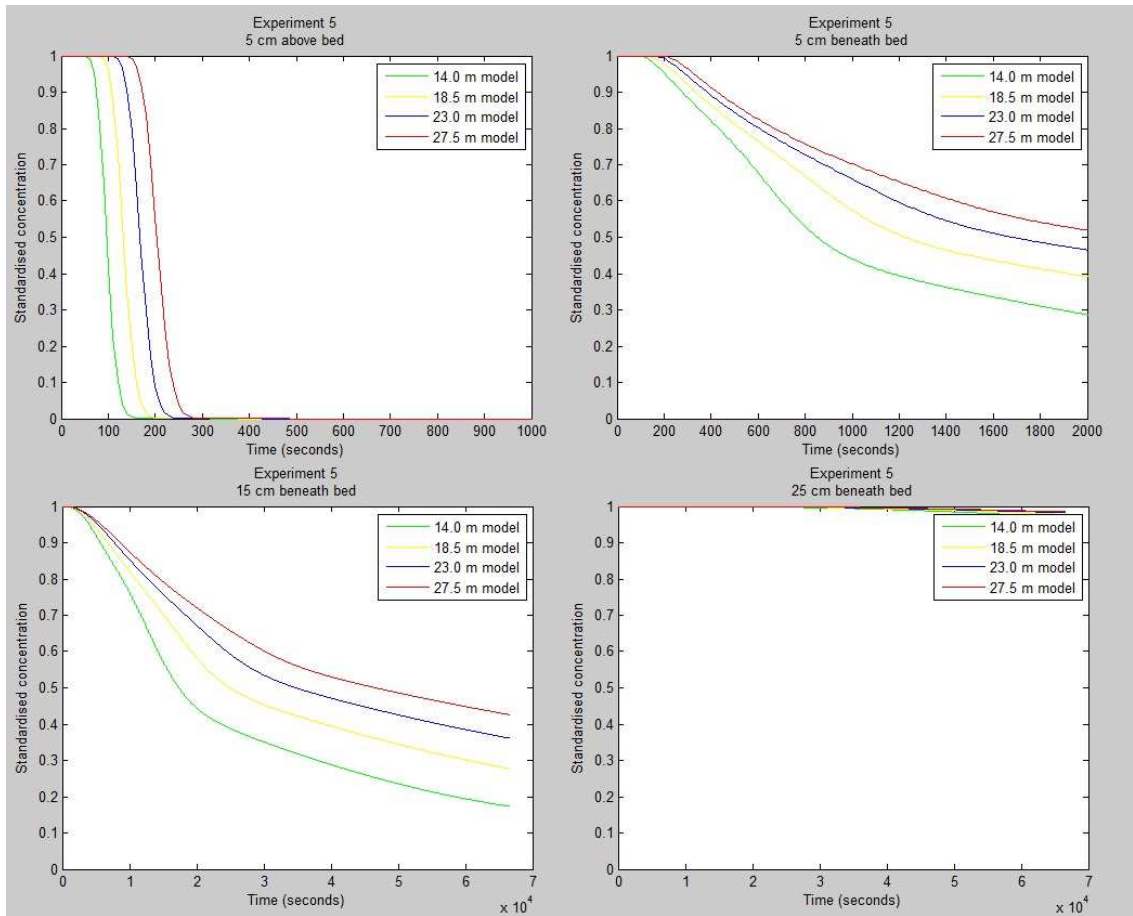 Experiment 5
5 cm above bed
1
0.9
0.8
0.7
0.6
0.5
0.4
0.3
0.2
0.1
0
Standardised concentration
14.0 m model
18.5 m model
23.0 m model
27.5 m model
0 100 200 300 400 500 600 700 800 900 1000
Time (seconds)
Experiment 5
5 cm beneath bed
1
0.9
0.8
0.7
0.6
0.5
0.4
0.3
0.2
0.1
0
Standardised concentration
14.0 m model
18.5 m model
23.0 m model
27.5 m model
0 200 400 600 800 1000 1200 1400 1600 1800 2000
Time (seconds)
Experiment 5
15 cm beneath bed
1
0.9
0.8
0.7
0.6
0.5
0.4
0.3
0.2
0.1
0
Standardised concentration
14.0 m model
18.5 m model
23.0 m model
27.5 m model
0 1 2 3 4 5 6 7
Time (seconds)
x 10^4
Experiment 5
25 cm beneath bed
1
0.9
0.8
0.7
0.6
0.5
0.4
0.3
0.2
0.1
0
Standardised concentration
14.0 m model
18.5 m model
23.0 m model
27.5 m model
0 1 2 3 4 5 6 7
Time (seconds)
x 10^4